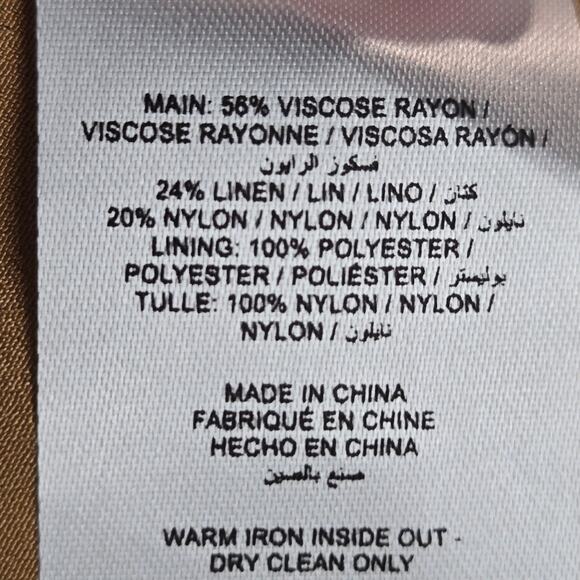 MAIN: 56% VISCOSE RAYON /
VISCOSE RAYONNE / VISCOSA RAYÓN /
فسكوز الرايون
24% LINEN / LIN / LINO / كتان
20% NYLON / NYLON / NYLON / نايلون
LINING: 100% POLYESTER /
POLYESTER / POLIÉSTER / بوليستر
TULLE: 100% NYLON / NYLON /
NYLON / نايلون
MADE IN CHINA
FABRIQUÉ EN CHINE
HECHO EN CHINA
صنع بالصين
WARM IRON INSIDE OUT -
DRY CLEAN ONLY